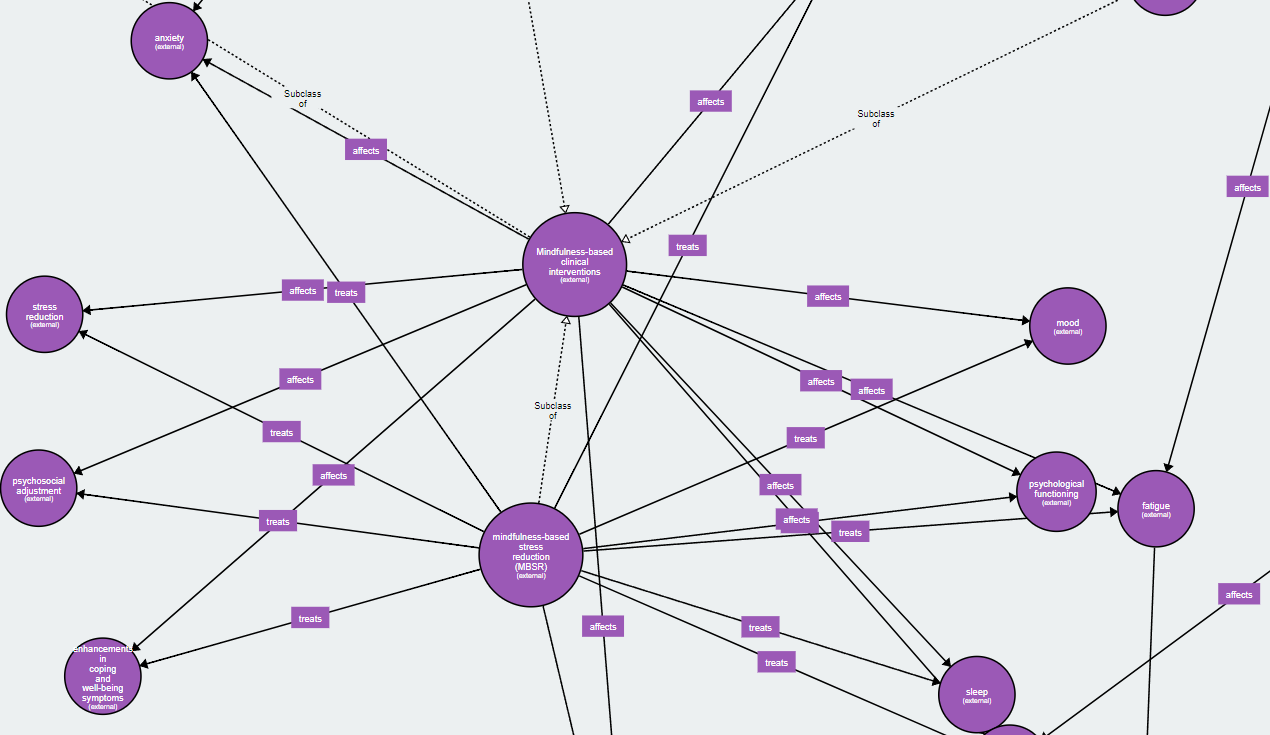 anxiety
(external)
Subclass
of
affects
affects
Subclass
of
affects
treats
Mindfulness-based
clinical
interventions
(external)
affects
treats
affects
stress
reduction
(external)
mood
(external)
affects
affects
affects
Subclass
of
treats
treats
affects
psychosocial
adjustment
(external)
affects
psychological
functioning
(external)
fatigue
(external)
treats
affects
treats
mindfulness-based
stress
reduction
(MBSR)
(external)
affects
treats
affects
treats
treats
enhancements
in
coping
and
well-being
symptoms
(external)
sleep
(external)